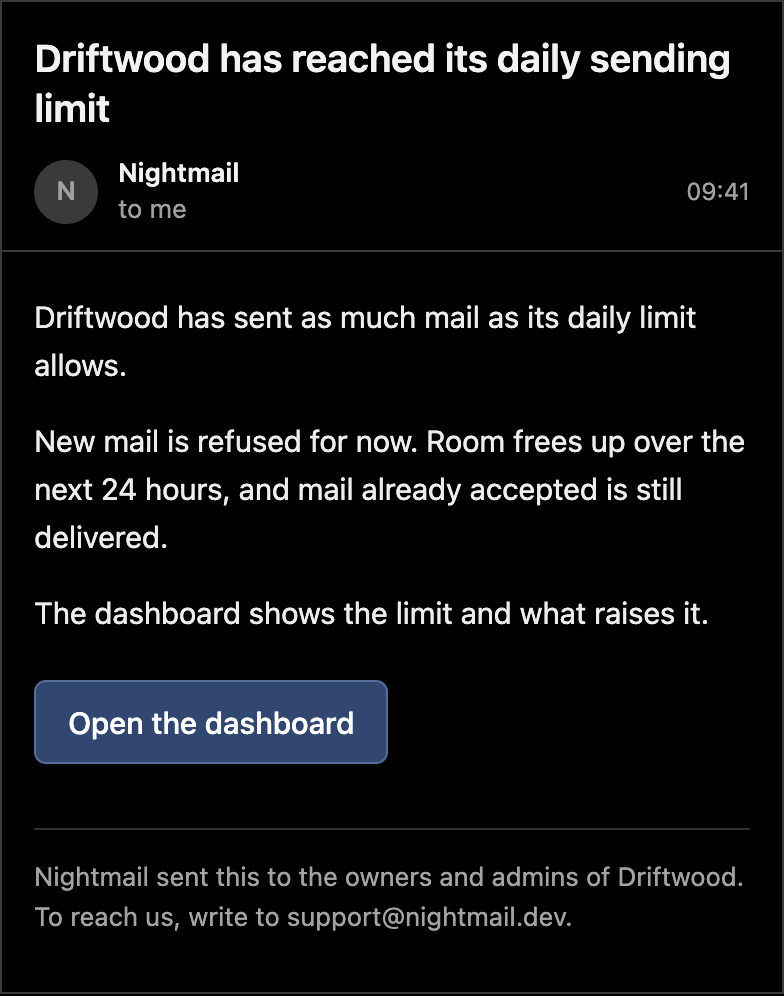 Driftwood has reached its daily sending
limit
N
Nightmail
to me
09:41
Driftwood has sent as much mail as its daily limit
allows.
New mail is refused for now. Room frees up over the
next 24 hours, and mail already accepted is still
delivered.
The dashboard shows the limit and what raises it.
Open the dashboard
Nightmail sent this to the owners and admins of Driftwood.
To reach us, write to support@nightmail.dev.